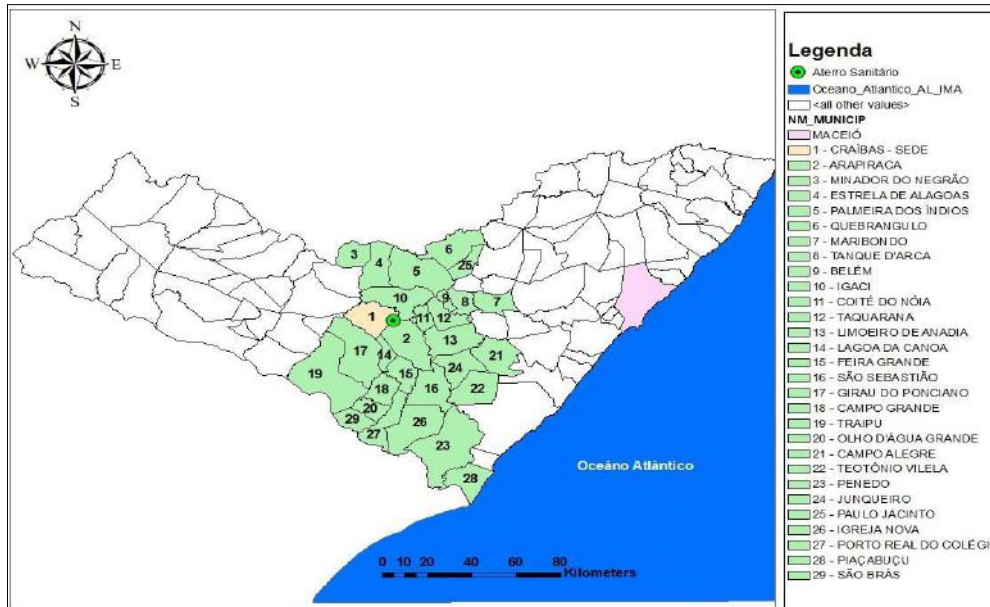 N
W
E
S
3
4
5
6
25
10
9
8
7
1
11
12
2
13
17
14
21
19
15
24
18
16
22
20
29
26
27
23
28
Oceâno Atlântico
0 10 20 40 60 80
Kilometers
Legenda
Aterro Sanitário
Oceano_Atlantico_AL_IMA
<all other values>
NM_MUNICIP
MACEIÓ
1 - CRAÍBAS - SEDE
2 - ARAPIRACA
3 - MINADOR DO NEGRÃO
4 - ESTRELA DE ALAGOAS
5 - PALMEIRA DOS ÍNDIOS
6 - QUEBRANGULO
7 - MARIBONDO
8 - TANQUE D'ARCA
9 - BELÉM
10 - IGACI
11 - COITÉ DO NÓIA
12 - TAQUARANA
13 - LIMOEIRO DE ANADIA
14 - LAGOA DA CANOA
15 - FEIRA GRANDE
16 - SÃO SEBASTIÃO
17 - GIRAU DO PONCIANO
18 - CAMPO GRANDE
19 - TRAIPU
20 - OLHO D'ÁGUA GRANDE
21 - CAMPO ALEGRE
22 - TEOTÔNIO VILELA
23 - PENEDO
24 - JUNQUEIRO
25 - PAULO JACINTO
26 - IGREJA NOVA
27 - PORTO REAL DO COLÉGI
28 - PIAÇABUÇU
29 - SÃO BRÁS